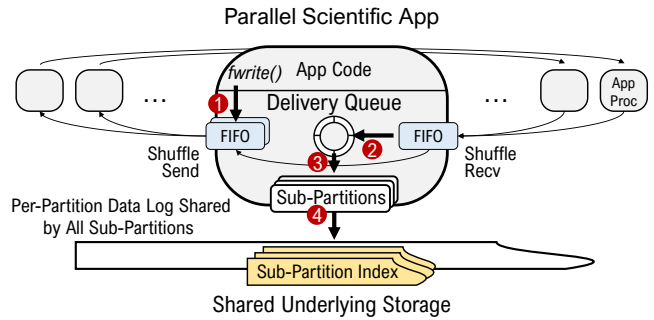 Parallel Scientific App
fwrite() App Code
1
Delivery Queue
... ...
App
Proc
FIFO
FIFO
2
Shuffle
Send
3
Shuffle
Recv
Sub-Partitions
Per-Partition Data Log Shared
by All Sub-Partitions
4
Sub-Partition Index
Shared Underlying Storage